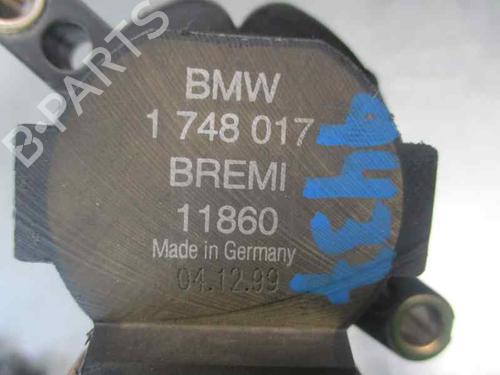 B-PARTS
BMW
1 748 017
BREMI
11860
Made in Germany
04.12.99